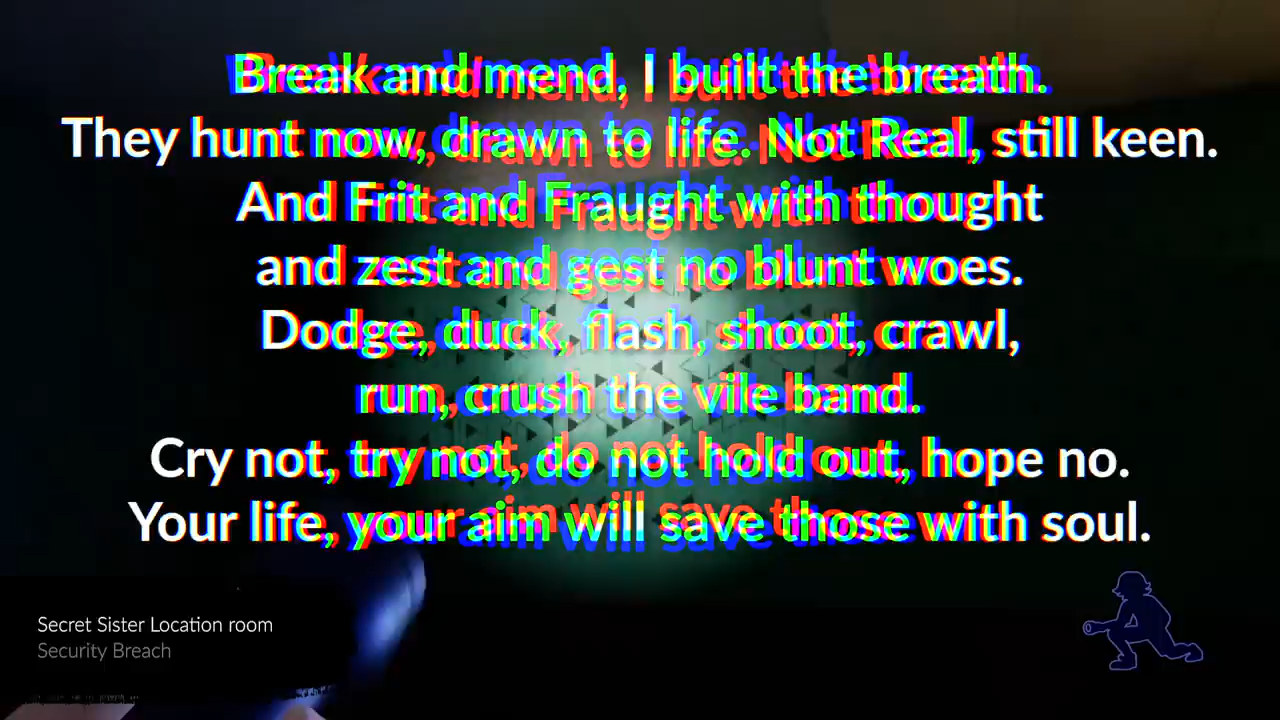 Break and mend, I built the breath.
They hunt now, drawn to life. Not Real, still keen.
And Frit and Fraught with thought
and zest and gest no blunt woes.
Dodge, duck, flash, shoot, crawl,
run, crush the vile band.
Cry not, try not, do not hold out, hope no.
Your life, your aim will save those with soul.
Secret Sister Location room
Security Breach